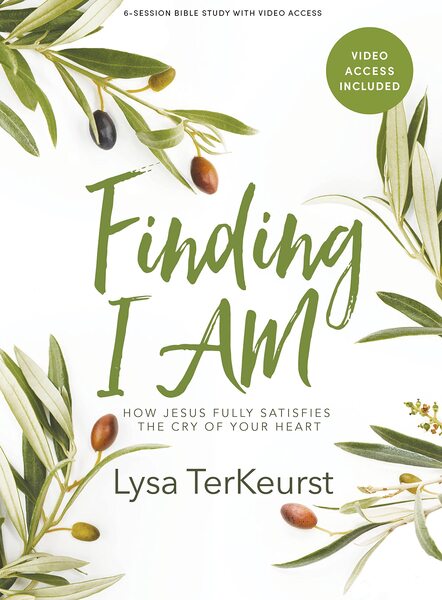 6-SESSION BIBLE STUDY WITH VIDEO ACCESS
VIDEO
ACCESS
INCLUDED
Finding
I AM
HOW JESUS FULLY SATISFIES
THE CRY OF YOUR HEART
Lysa TerKeurst